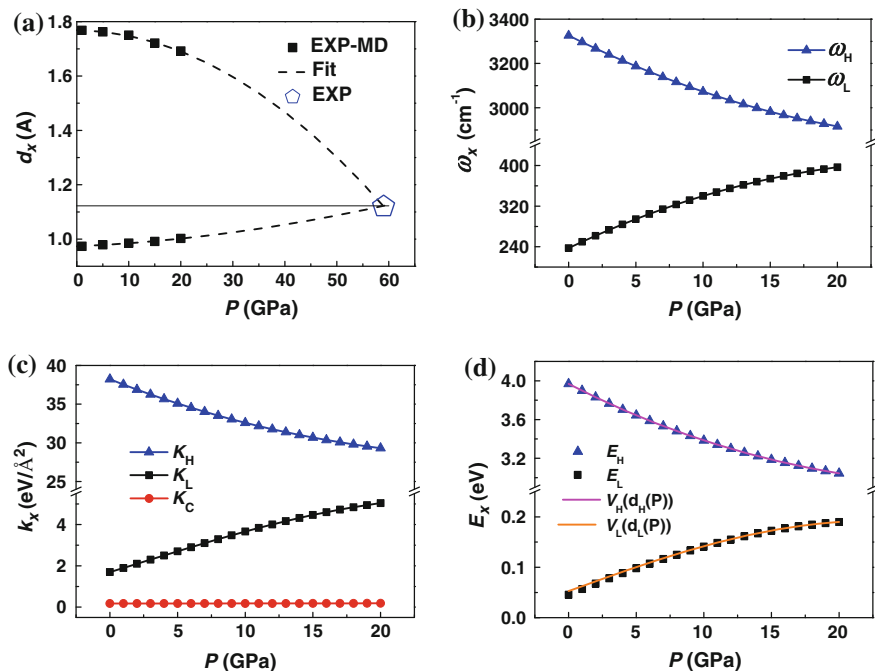 (a)
1.8
1.6
1.4
1.2
1.0
d_x (A)
EXP-MD
Fit
EXP
0 10 20 30 40 50 60
P (GPa)
(b)
3300
3000
400
320
240
ω_x (cm⁻¹)
ω_H
ω_L
0 5 10 15 20
P (GPa)
(c)
40
35
30
25
4
2
0
k_x (eV/Å²)
K_H
K_L
K_C
0 5 10 15 20
P (GPa)
(d)
4.0
3.6
3.2
0.2
0.1
0.0
E_x (eV)
E_H
E_L
V_H(d_H(P))
V_L(d_L(P))
0 5 10 15 20
P (GPa)